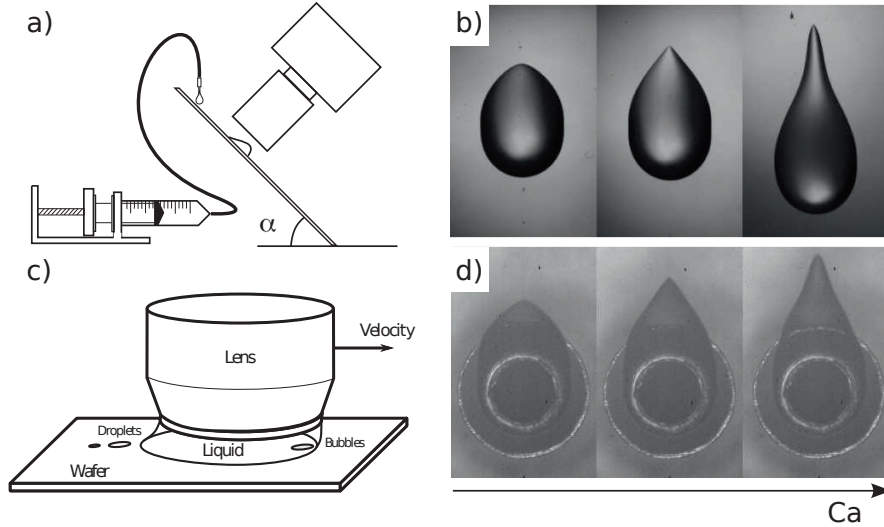 a)
α
b)
c)
Velocity
Lens
Droplets
Liquid
Bubbles
Wafer
d)
Ca